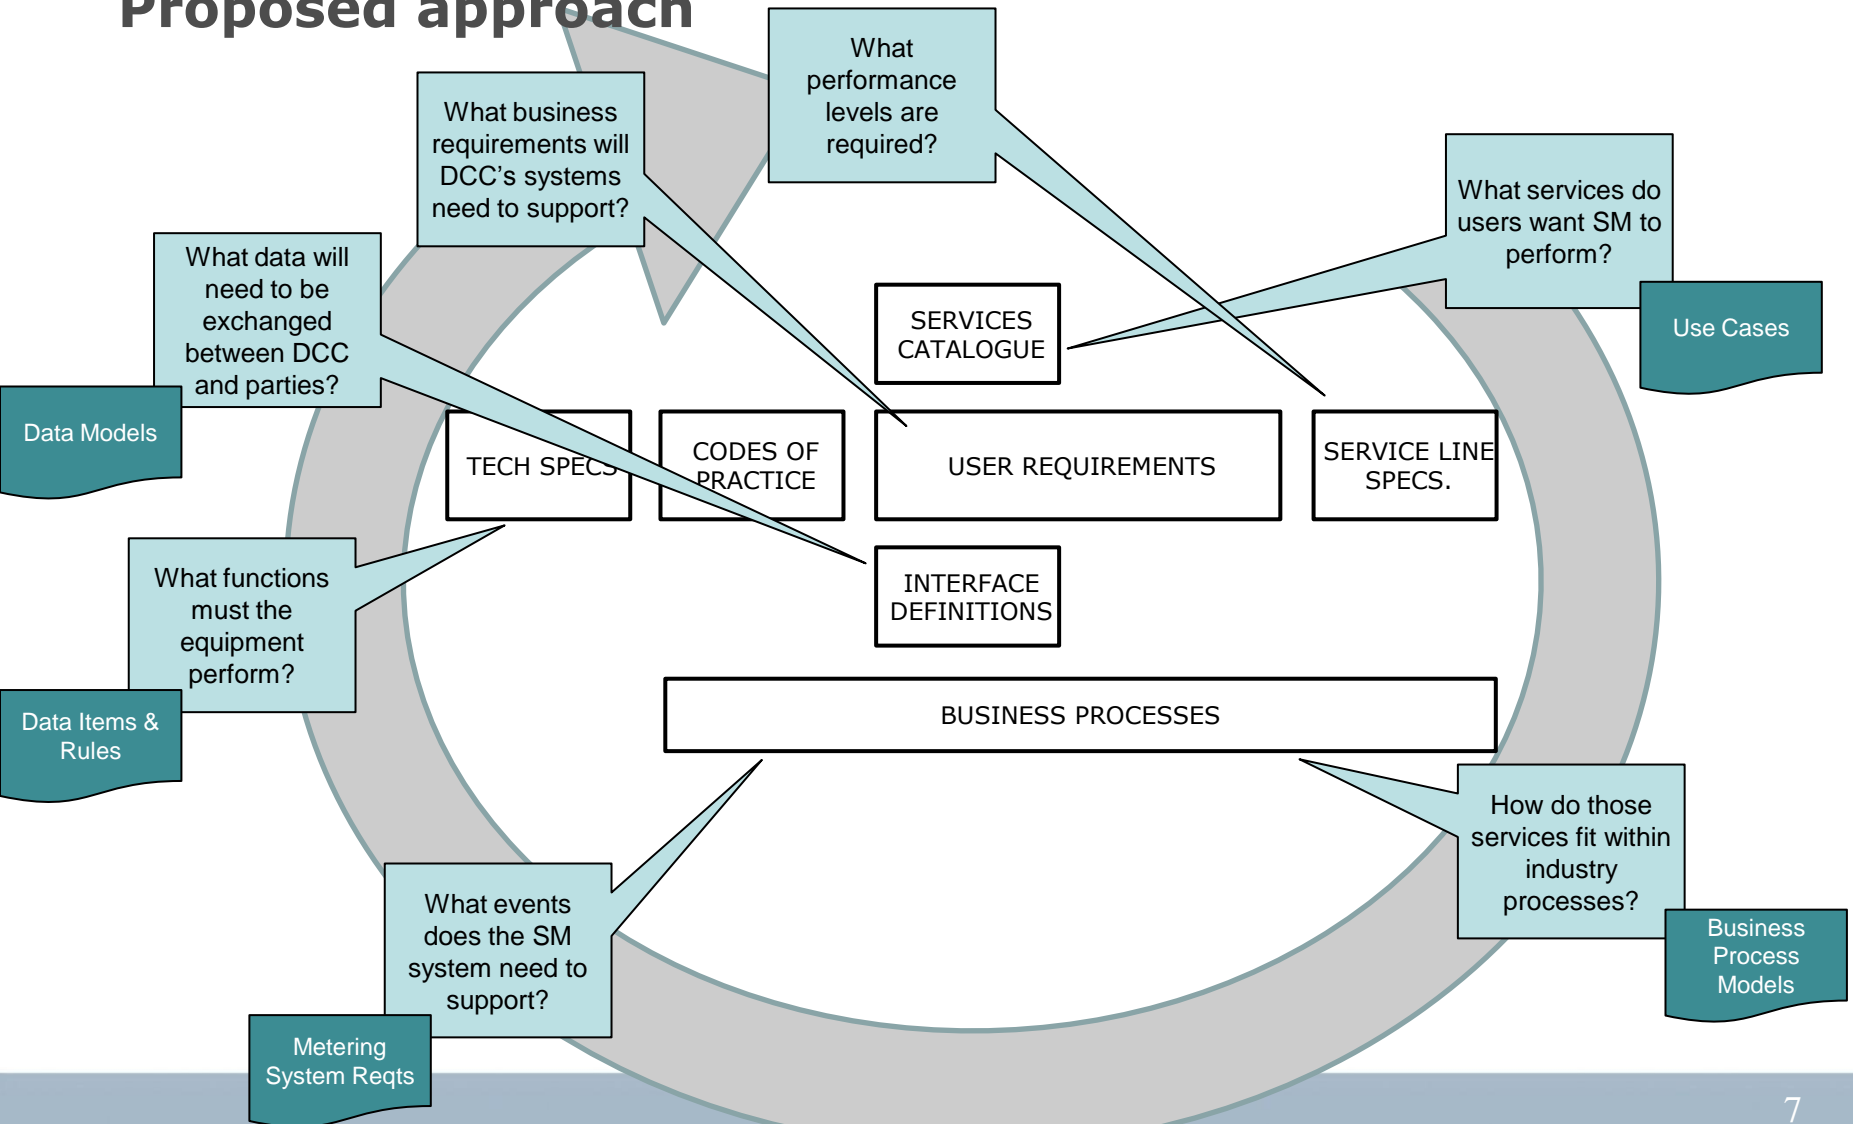 Proposed approach
What
performance
levels are
required?
What business
requirements will
DCC's systems
need to support?
What services do
users want SM to
perform?
Use Cases
What data will
need to be
exchanged
between DCC
and parties?
Data Models
SERVICES
CATALOGUE
TECH SPECS
CODES OF
PRACTICE
USER REQUIREMENTS
SERVICE LINE
SPECS.
What functions
must the
equipment
perform?
Data Items &
Rules
INTERFACE
DEFINITIONS
BUSINESS PROCESSES
How do those
services fit within
industry
processes?
Business
Process
Models
What events
does the SM
system need to
support?
Metering
System Reqts
7